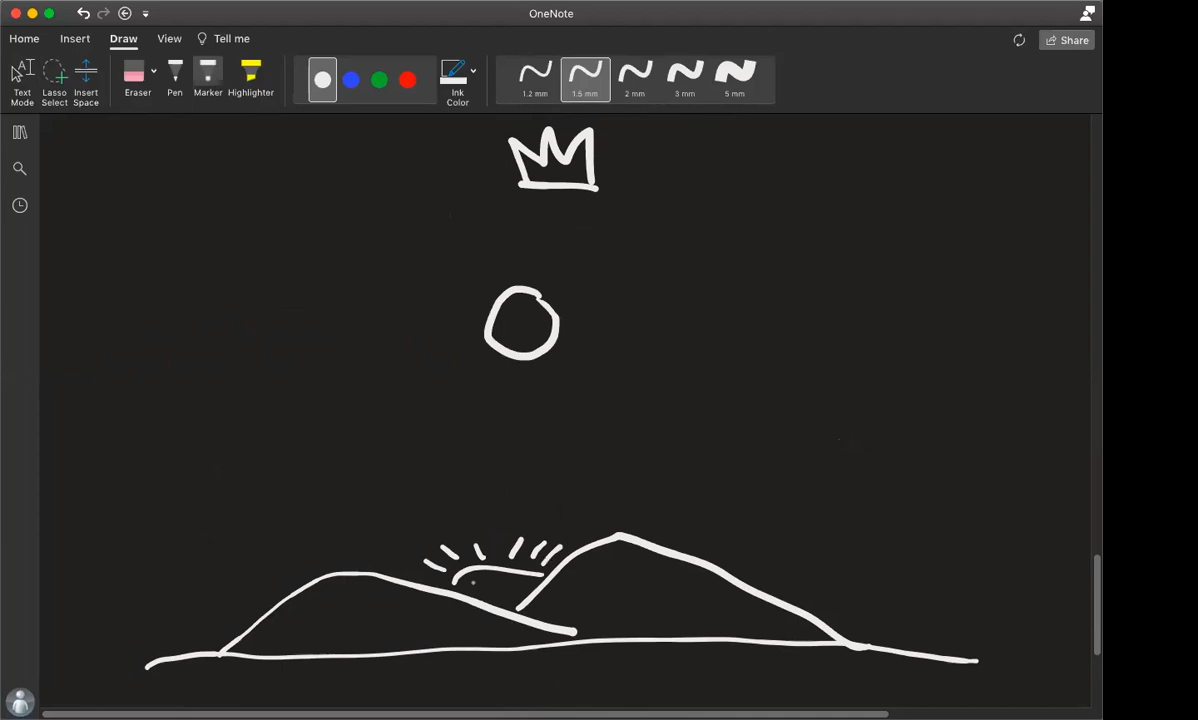 OneNote
Home Insert Draw View Tell me
Share
Text Mode
Lasso Select
Insert Space
Eraser
Pen
Marker
Highlighter
Ink Color
1.2 mm
1.5 mm
2 mm
3 mm
5 mm